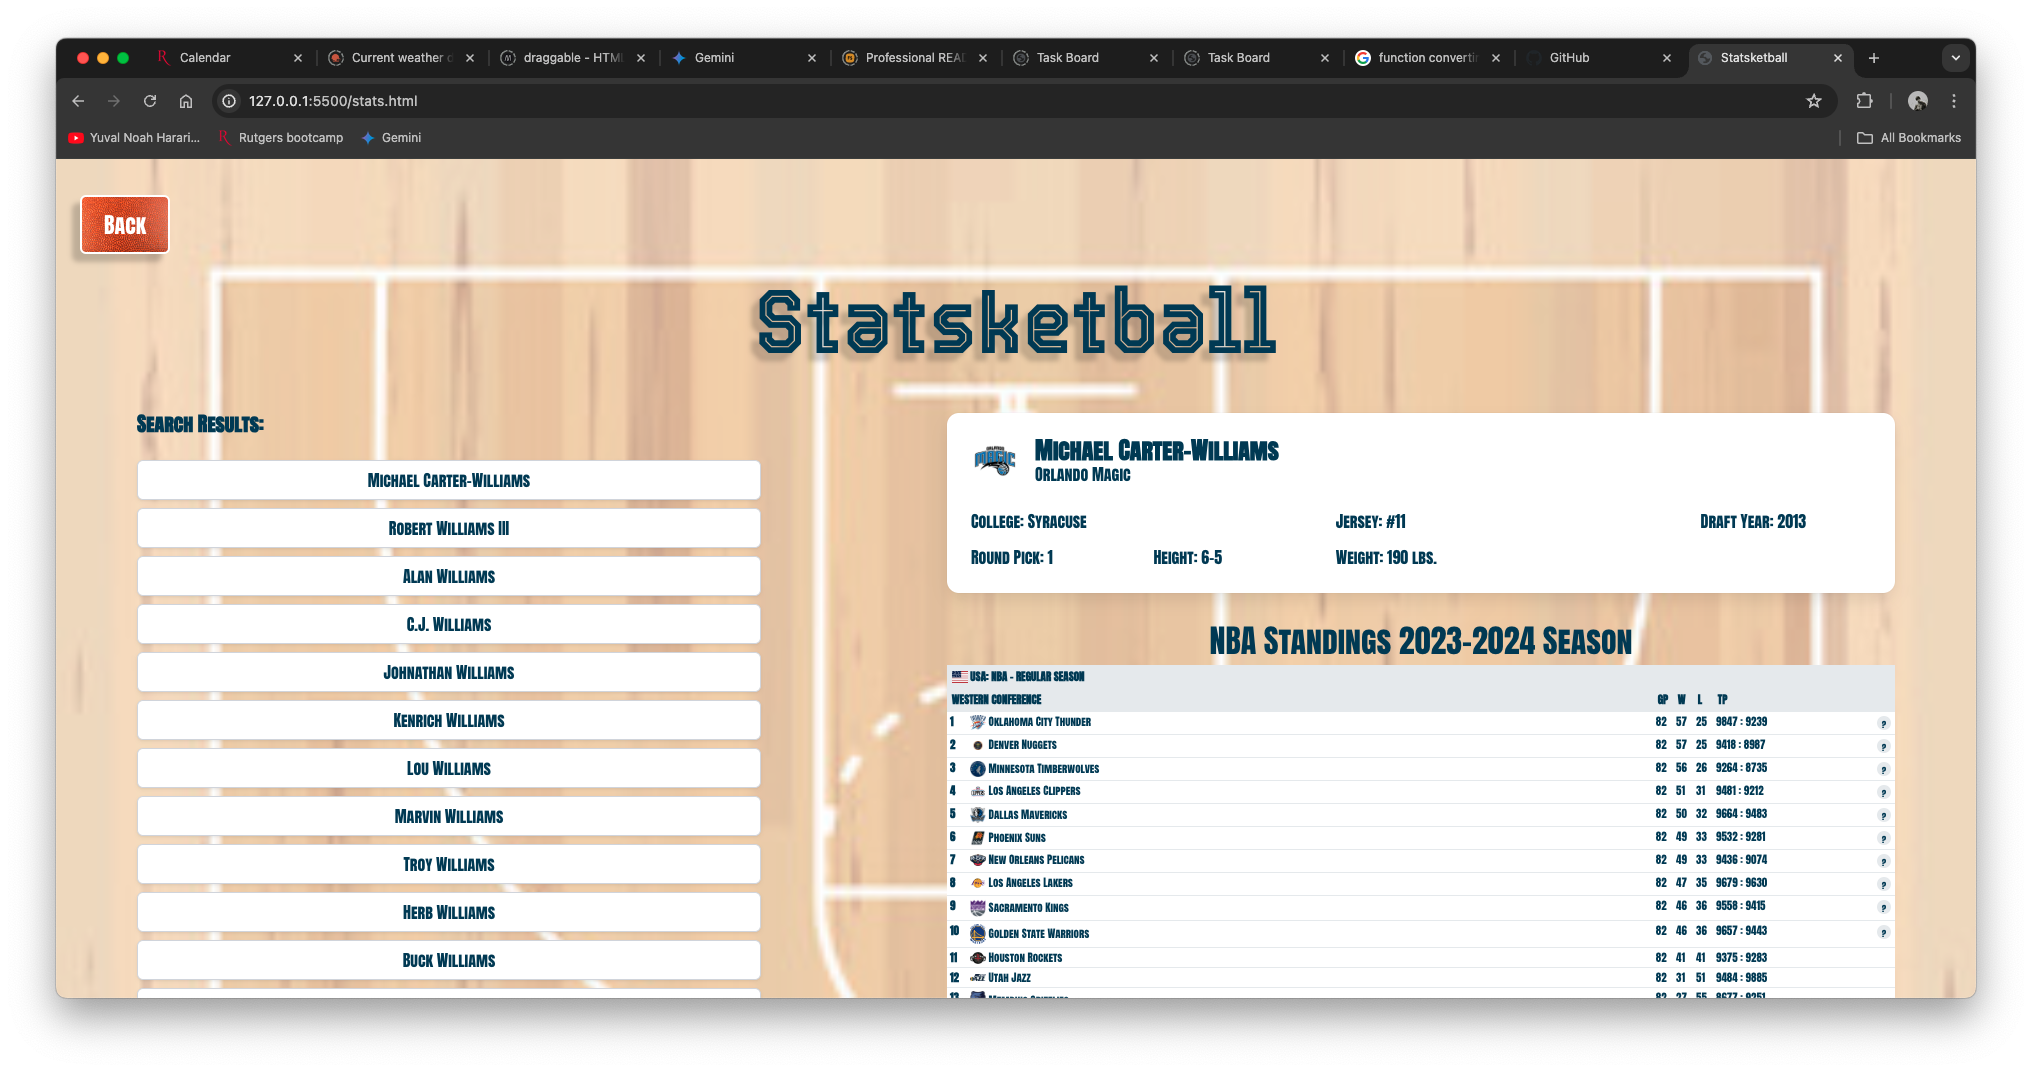 Calendar
Current weather
draggable - HTM
Gemini
Professional REA
Task Board
Task Board
function converti
GitHub
Statsketball
127.0.0.1:5500/stats.html
Yuval Noah Harari...
Rutgers bootcamp
Gemini
All Bookmarks
Back
Statsketball
Search Results:
Michael Carter-Williams
Robert Williams III
Alan Williams
C.J. Williams
Johnathan Williams
Kenrich Williams
Lou Williams
Marvin Williams
Troy Williams
Herb Williams
Buck Williams
Michael Carter-Williams
Orlando Magic
College: Syracuse Jersey: #11 Draft Year: 2013
Round Pick: 1 Height: 6-5 Weight: 190 lbs.
NBA Standings 2023-2024 Season
USA: NBA - Regular Season
Western Conference GP W L TP
1 Oklahoma City Thunder 82 57 25 9847 : 9239 ?
2 Denver Nuggets 82 57 25 9418 : 8987 ?
3 Minnesota Timberwolves 82 56 26 9264 : 8735 ?
4 Los Angeles Clippers 82 51 31 9481 : 9212 ?
5 Dallas Mavericks 82 50 32 9664 : 9483 ?
6 Phoenix Suns 82 49 33 9532 : 9281 ?
7 New Orleans Pelicans 82 49 33 9436 : 9074 ?
8 Los Angeles Lakers 82 47 35 9679 : 9630 ?
9 Sacramento Kings 82 46 36 9558 : 9415 ?
10 Golden State Warriors 82 46 36 9657 : 9443 ?
11 Houston Rockets 82 41 41 9375 : 9283
12 Utah Jazz 82 31 51 9484 : 9885
13 Memphis Grizzlies 82 27 55